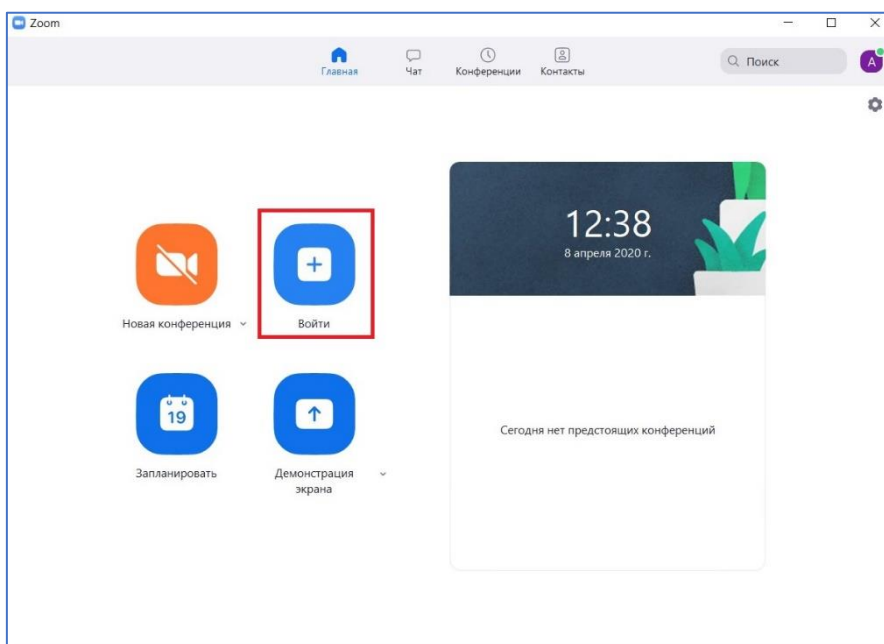 Zoom
Главная
Чат
Конференции
Контакты
Поиск
A
12:38
8 апреля 2020 г.
Новая конференция
Войти
19
Запланировать
Демонстрация
экрана
Сегодня нет предстоящих конференций